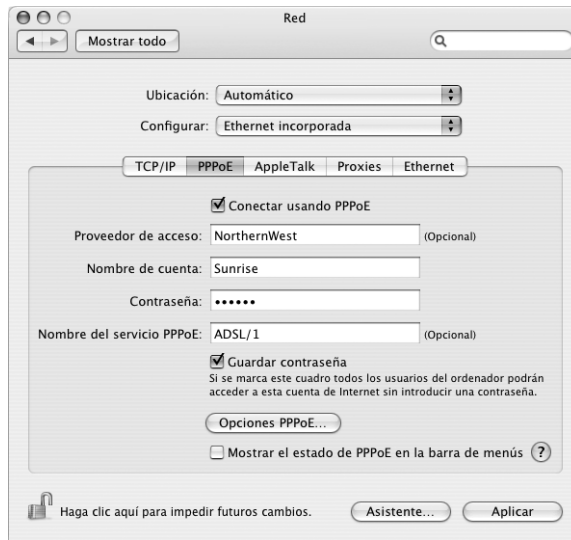 Red
Mostrar todo
Ubicación: Automático
Configurar: Ethernet incorporada
TCP/IP PPPoE AppleTalk Proxies Ethernet
Conectar usando PPPoE
Proveedor de acceso: NorthernWest (Opcional)
Nombre de cuenta: Sunrise
Contraseña: ••••••
Nombre del servicio PPPoE: ADSL/1 (Opcional)
Guardar contraseña
Si se marca este cuadro todos los usuarios del ordenador podrán
acceder a esta cuenta de Internet sin introducir una contraseña.
Opciones PPPoE...
Mostrar el estado de PPPoE en la barra de menús ?
Haga clic aquí para impedir futuros cambios. Asistente... Aplicar